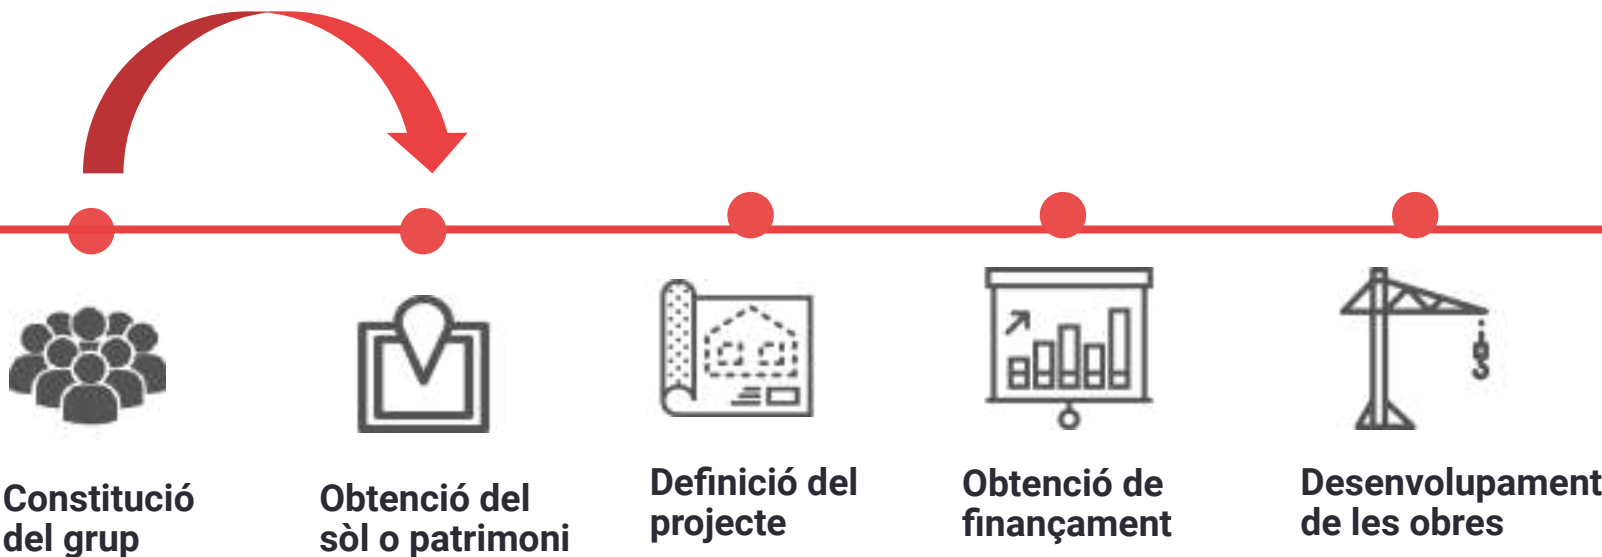 Constitució
del grup
Obtenció del
sòl o patrimoni
Definició del
projecte
Obtenció de
finançament
Desenvolupament
de les obres